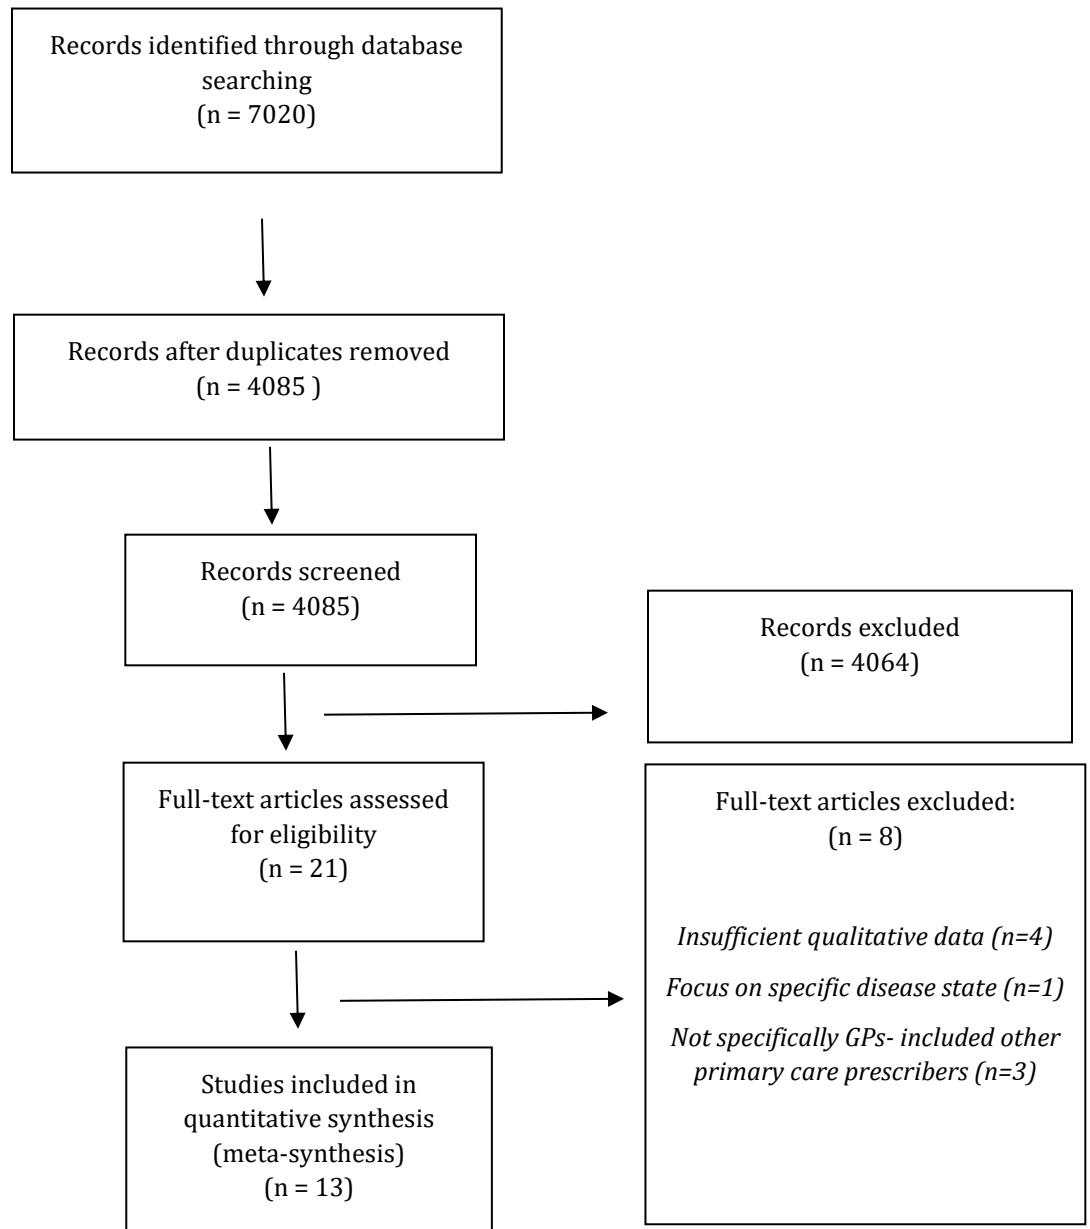 Records identified through database
searching
(n = 7020)
Records after duplicates removed
(n = 4085 )
Records screened
(n = 4085)
Records excluded
(n = 4064)
Full-text articles assessed
for eligibility
(n = 21)
Full-text articles excluded:
(n = 8)
Insufficient qualitative data (n=4)
Focus on specific disease state (n=1)
Not specifically GPs- included other
primary care prescribers (n=3)
Studies included in
quantitative synthesis
(meta-synthesis)
(n = 13)